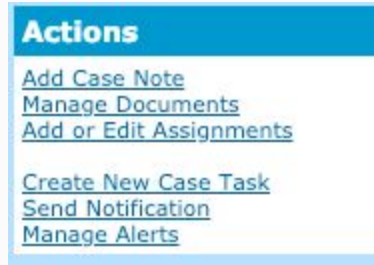 Actions
Add Case Note
Manage Documents
Add or Edit Assignments
Create New Case Task
Send Notification
Manage Alerts